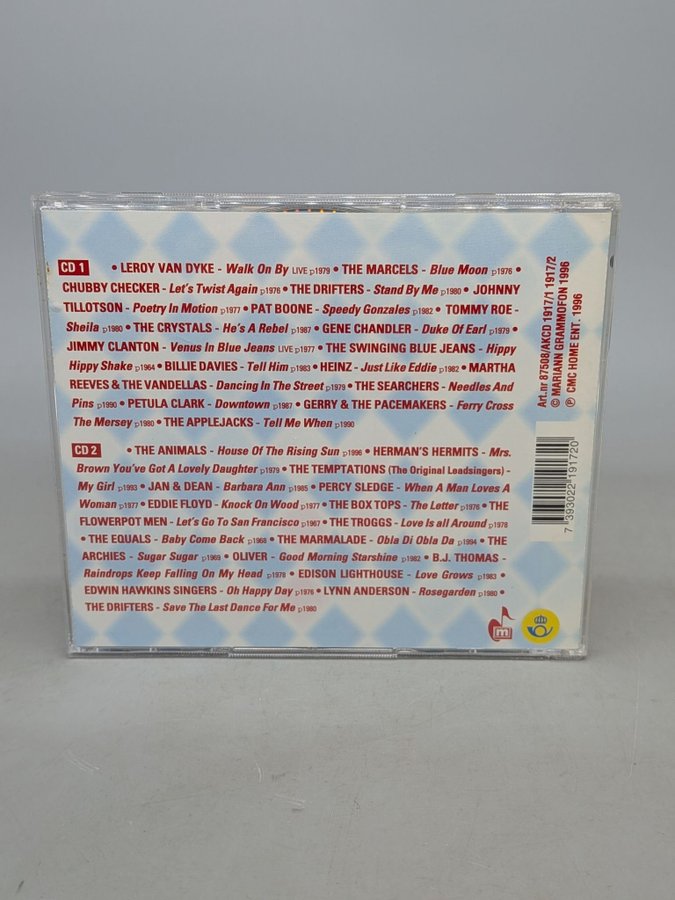 CD 1 • LEROY VAN DYKE - Walk On By LIVE p1979 • THE MARCELS - Blue Moon p1976 •
CHUBBY CHECKER - Let's Twist Again p1976 • THE DRIFTERS - Stand By Me p1980 • JOHNNY
TILLOTSON - Poetry In Motion p1977 • PAT BOONE - Speedy Gonzales p1982 • TOMMY ROE -
Sheila p1980 • THE CRYSTALS - He's A Rebel p1987 • GENE CHANDLER - Duke Of Earl p1979 •
JIMMY CLANTON - Venus In Blue Jeans LIVE p1977 • THE SWINGING BLUE JEANS - Hippy
Hippy Shake p1964 • BILLIE DAVIES - Tell Him p1983 • HEINZ - Just Like Eddie p1982 • MARTHA
REEVES & THE VANDELLAS - Dancing In The Street p1979 • THE SEARCHERS - Needles And
Pins p1990 • PETULA CLARK - Downtown p1987 • GERRY & THE PACEMAKERS - Ferry Cross
The Mersey p1980 • THE APPLEJACKS - Tell Me When p1990
CD 2 • THE ANIMALS - House Of The Rising Sun p1996 • HERMAN'S HERMITS - Mrs.
Brown You've Got A Lovely Daughter p1979 • THE TEMPTATIONS (The Original Leadsingers) -
My Girl p1993 • JAN & DEAN - Barbara Ann p1985 • PERCY SLEDGE - When A Man Loves A
Woman p1977 • EDDIE FLOYD - Knock On Wood p1977 • THE BOX TOPS - The Letter p1976 • THE
FLOWERPOT MEN - Let's Go To San Francisco p1967 • THE TROGGS - Love Is all Around p1978
• THE EQUALS - Baby Come Back p1968 • THE MARMALADE - Obla Di Obla Da p1994 • THE
ARCHIES - Sugar Sugar p1969 • OLIVER - Good Morning Starshine p1982 • B.J. THOMAS -
Raindrops Keep Falling On My Head p1978 • EDISON LIGHTHOUSE - Love Grows p1983 •
EDWIN HAWKINS SINGERS - Oh Happy Day p1976 • LYNN ANDERSON - Rosegarden p1980 •
THE DRIFTERS - Save The Last Dance For Me p1980
Art.nr 87508/AKCD 1917/1 1917/2
© MARIANN GRAMMOFON 1996
℗ CMC HOME ENT. 1996
7 393022 191720
m